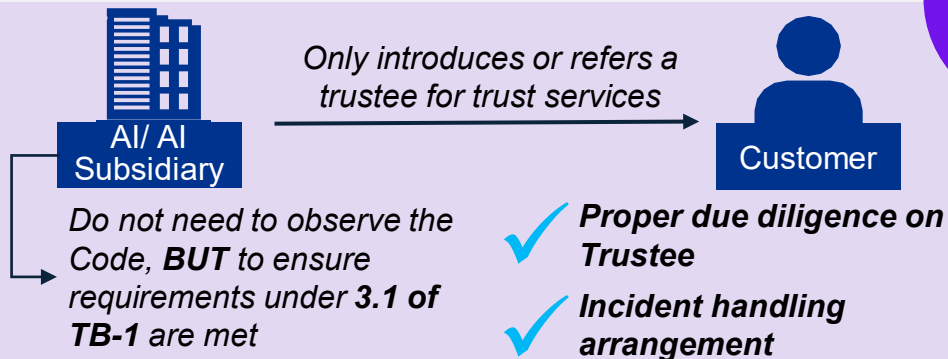 Only introduces or refers a
trustee for trust services
AI/ AI
Subsidiary
Customer
Do not need to observe the
Code, BUT to ensure
requirements under 3.1 of
TB-1 are met
Proper due diligence on
Trustee
Incident handling
arrangement